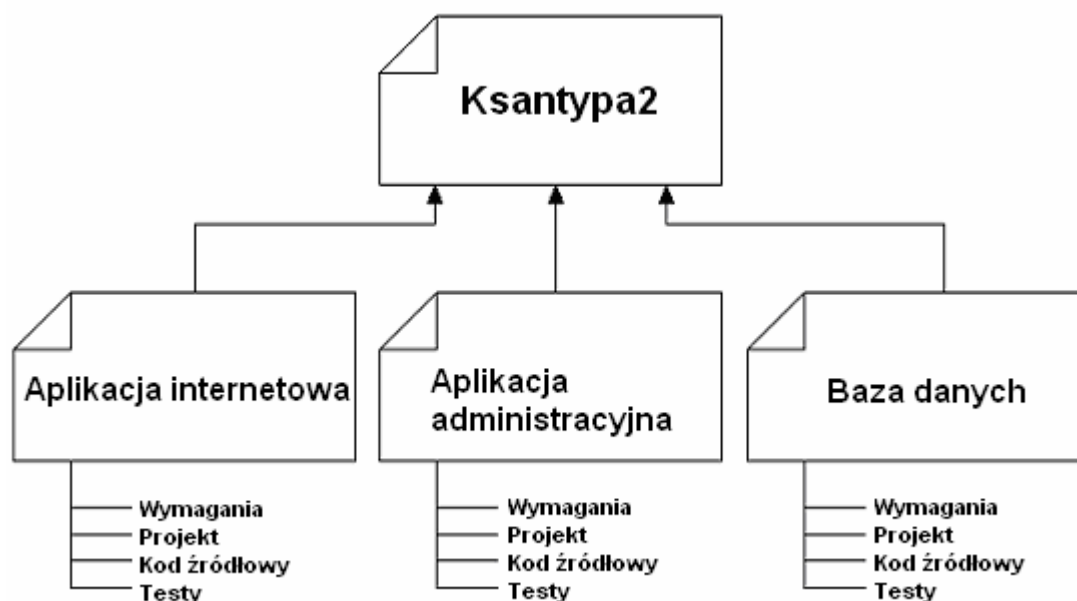 Ksantypa2
Aplikacja internetowa
Aplikacja
administracyjna
Baza danych
Wymagania
Projekt
Kod źródłowy
Testy
Wymagania
Projekt
Kod źródłowy
Testy
Wymagania
Projekt
Kod źródłowy
Testy